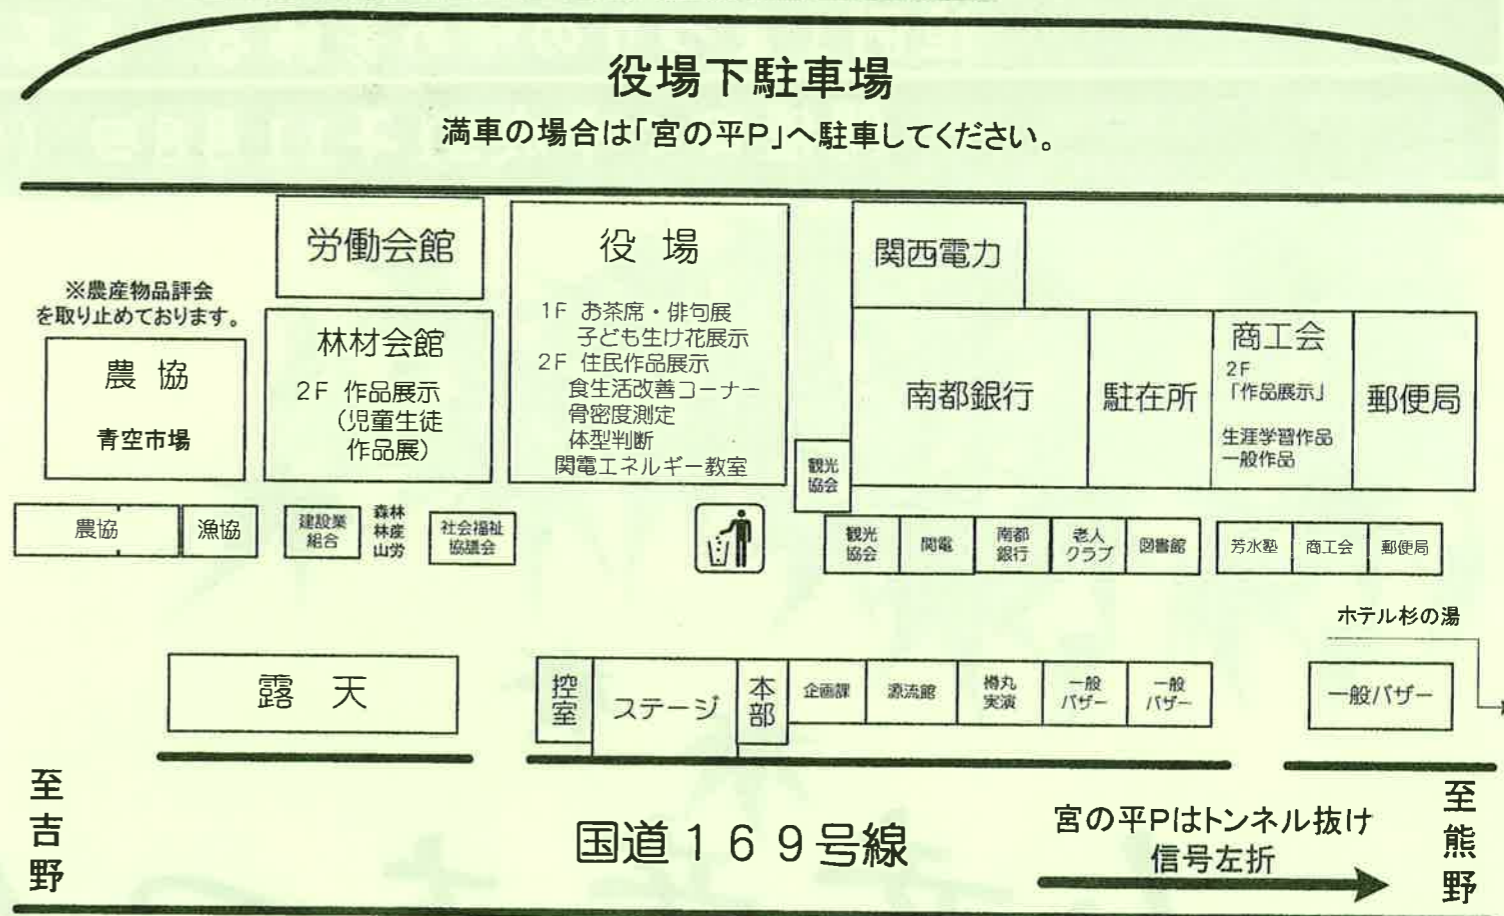 役場下駐車場
満車の場合は「宮の平P」へ駐車してください。
労働会館
役 場
関西電力
※農産物品評会
を取り止めております。
農 協
青空市場
林材会館
2F 作品展示
(児童生徒
作品展)
1F お茶席・俳句展
子ども生け花展示
2F 住民作品展示
食生活改善コーナー
骨密度測定
体型判断
関電エネルギー教室
観光
協会
南都銀行
駐在所
商工会
2F
「作品展示」
生涯学習作品
一般作品
郵便局
農協
漁協
建設業
組合
森林
林産
山労
社会福祉
協議会
観光
協会
関電
南都
銀行
老人
クラブ
図書館
芳水塾
商工会
郵便局
ホテル杉の湯
露 天
控室
ステージ
本部
企画課
源流館
樽丸
実演
一般
バザー
一般
バザー
一般バザー
至吉野
国道169号線
宮の平Pはトンネル抜け
信号左折
至熊野